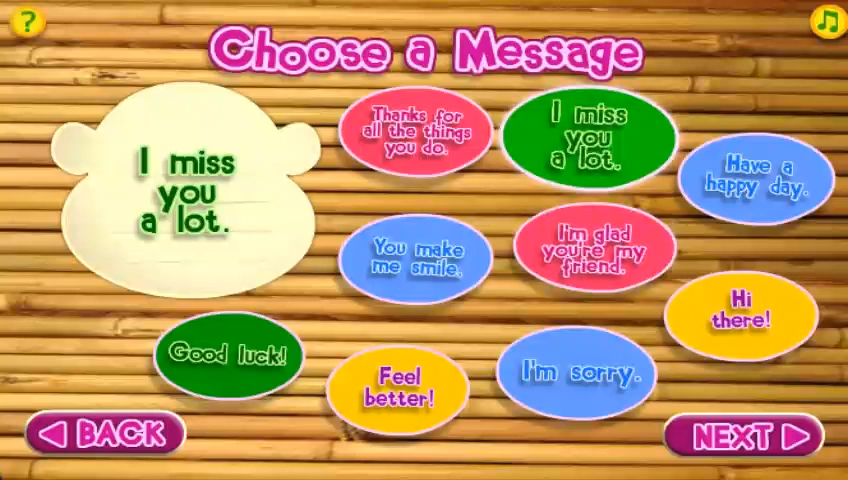 ?
Choose a Message
I miss
you
a lot.
Thanks for
all the things
you do.
I miss
you
a lot.
Have a
happy day.
You make
me smile.
I'm glad
you're my
friend.
Hi
there!
Good luck!
Feel
better!
I'm sorry.
BACK
NEXT